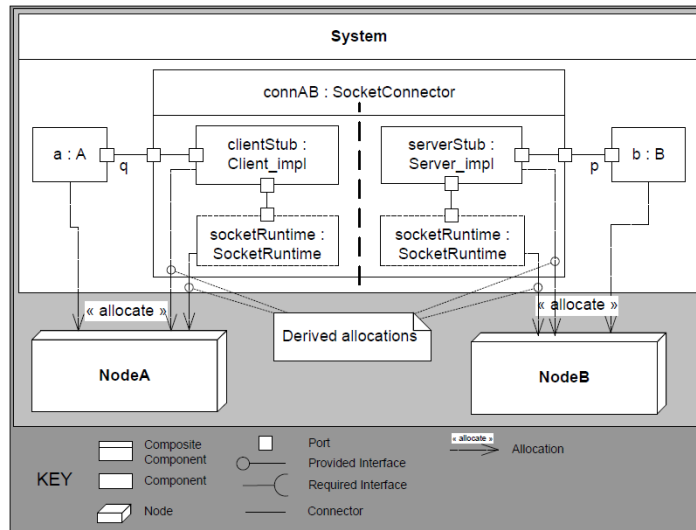 System
connAB : SocketConnector
a : A
q
clientStub :
Client_impl
serverStub :
Server_impl
p
b : B
socketRuntime :
SocketRuntime
socketRuntime :
SocketRuntime
« allocate »
« allocate »
Derived allocations
NodeA
NodeB
KEY
Composite
Component
Component
Node
Port
Provided Interface
Required Interface
Connector
« allocate »
Allocation